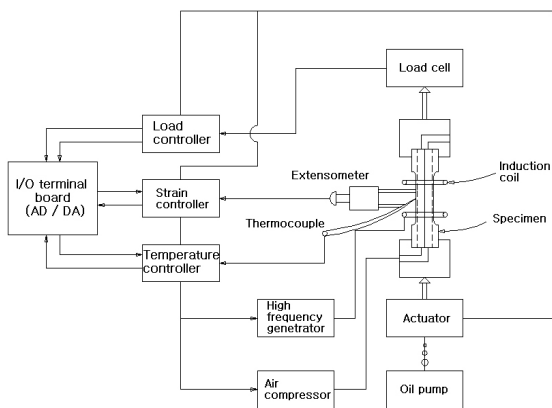 Load cell
Load
controller
I/O terminal
board
(AD / DA)
Strain
controller
Extensometer
Induction
coil
Thermocouple
Specimen
Temperature
controller
High
frequency
genetrator
Actuator
Air
compressor
Oil pump